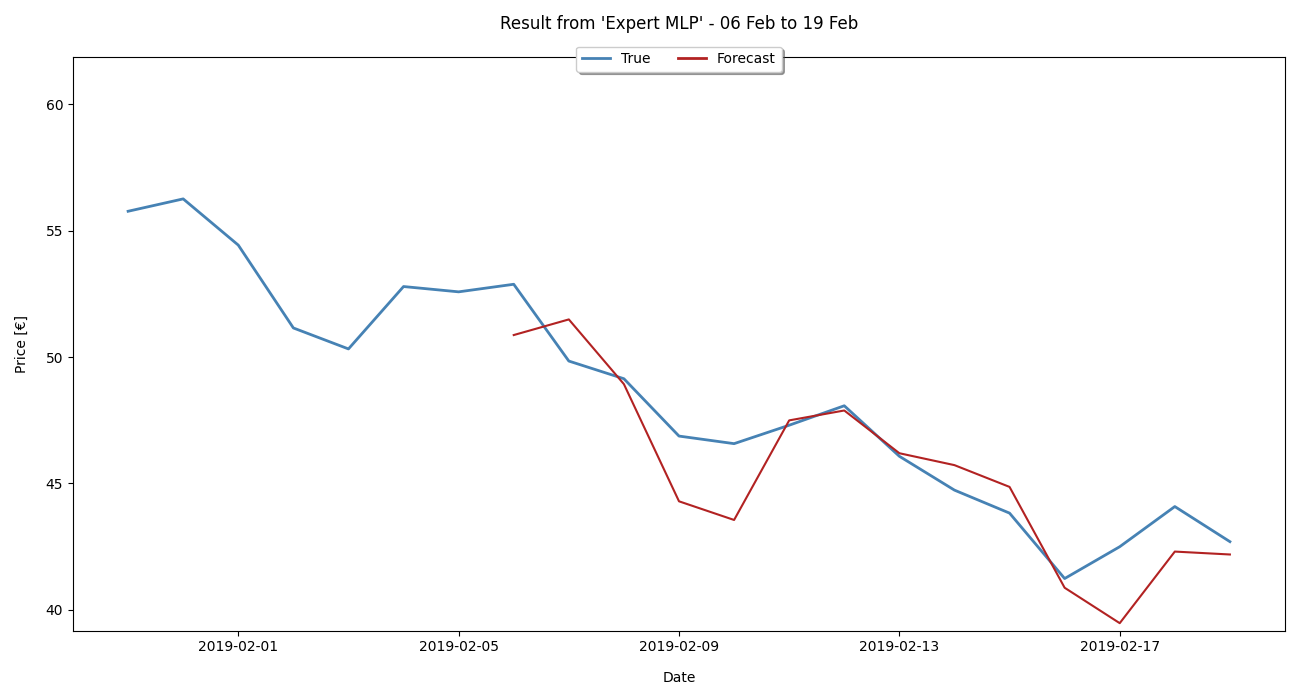 Result from 'Expert MLP' - 06 Feb to 19 Feb
True Forecast
60
55
50
45
40
Price [€]
2019-02-01 2019-02-05 2019-02-09 2019-02-13 2019-02-17
Date